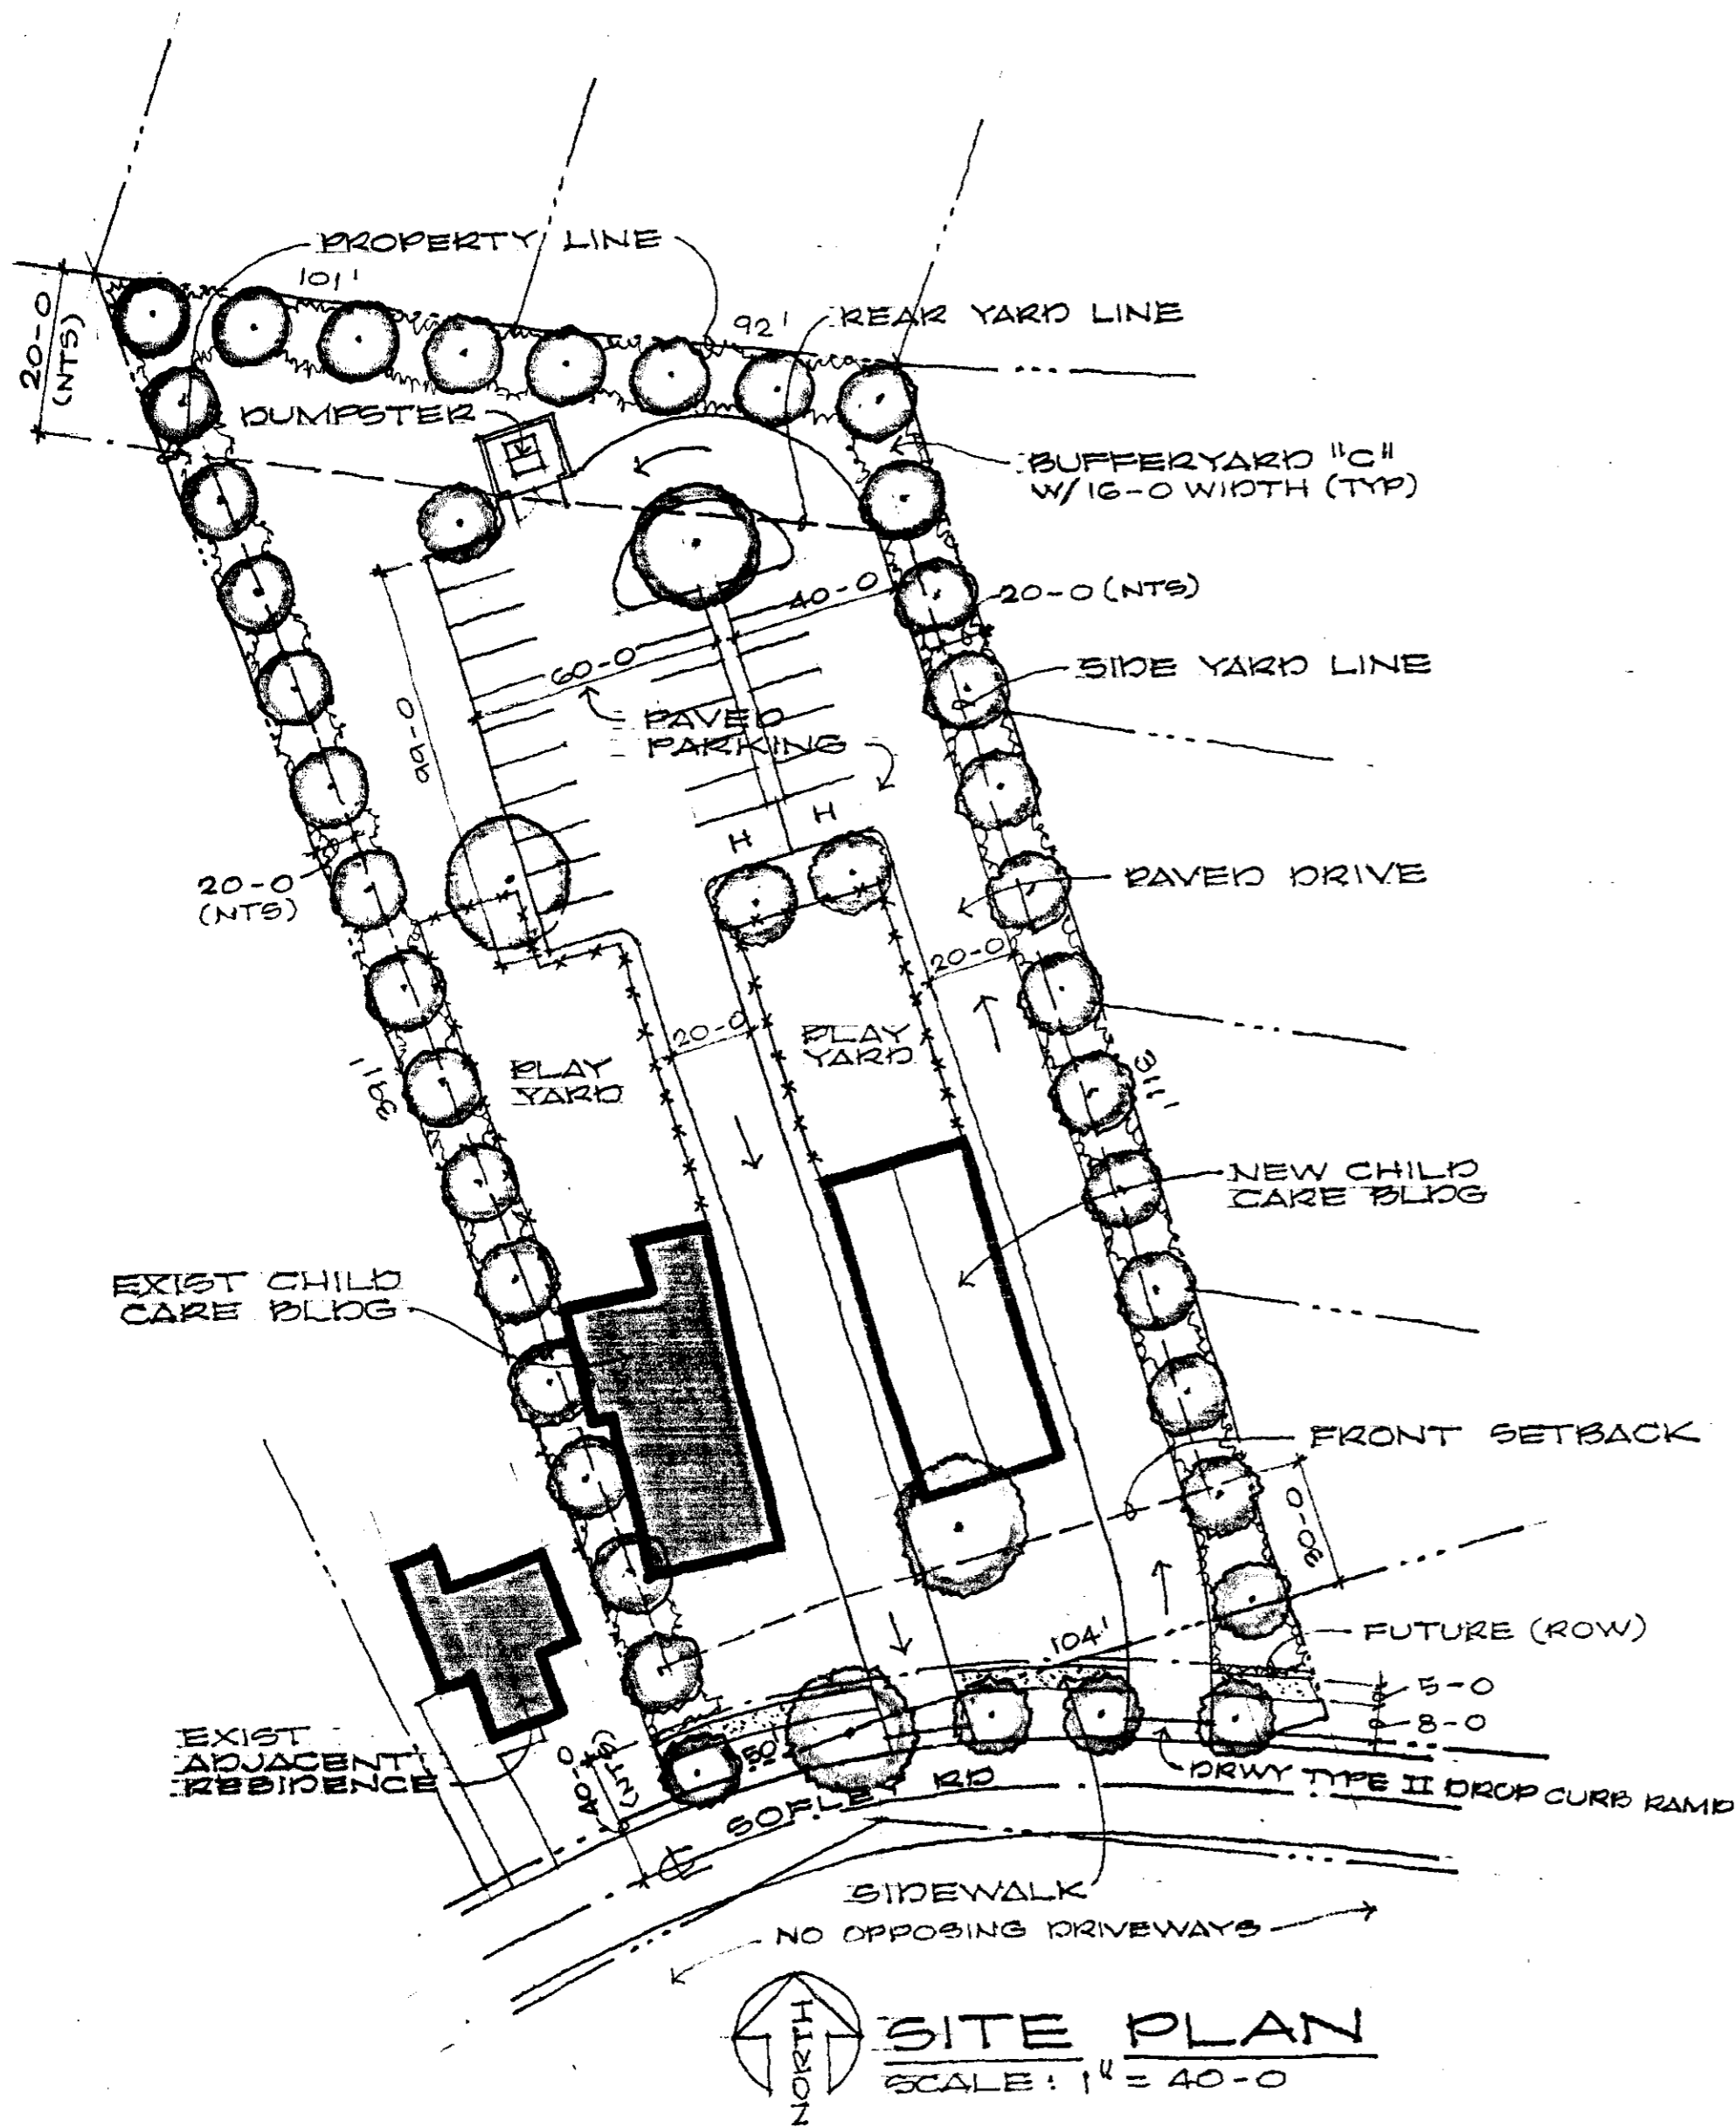 PROPERTY LINE
101'
92'
REAR YARD LINE
20-0
(NTS)
DUMPSTER
BUFFERYARD "C"
W/16-0 WIDTH (TYP)
40-0
20-0 (NTS)
60-0
SIDE YARD LINE
PAVED
PARKING
99-0
H H
20-0
(NTS)
PAVED DRIVE
20-0
20-0
PLAY
YARD
PLAY
YARD
391'
311'
NEW CHILD
CARE BLDG
EXIST CHILD
CARE BLDG
FRONT SETBACK
30-0
104'
FUTURE (ROW)
5-0
8-0
EXIST
ADJACENT
RESIDENCE
40-0
(NTS)
50'
SOFLEY RD
DRWY TYPE II DROP CURB RAMP
SIDEWALK
NO OPPOSING DRIVEWAYS
NORTH
SITE PLAN
SCALE: 1" = 40-0